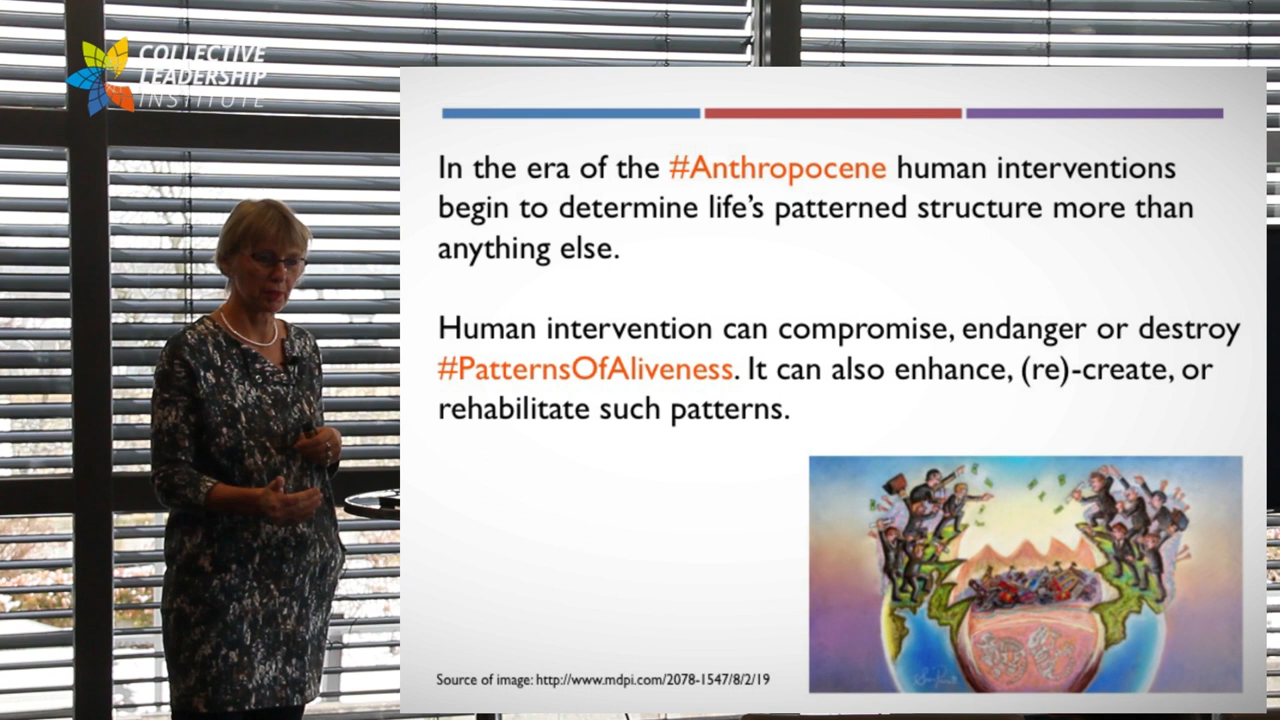 COLLECTIVE
LEADERSHIP
INSTITUTE
In the era of the #Anthropocene human interventions
begin to determine life's patterned structure more than
anything else.
Human intervention can compromise, endanger or destroy
#PatternsOfAliveness. It can also enhance, (re)-create, or
rehabilitate such patterns.
Source of image: http://www.mdpi.com/2078-1547/8/2/19